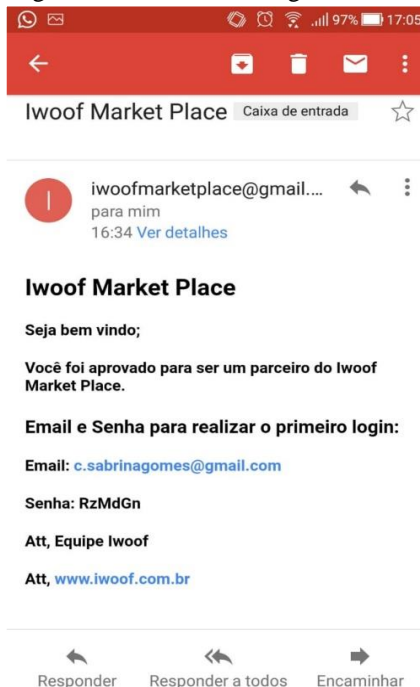 97% 17:05
Iwoof Market Place Caixa de entrada
I
iwoofmarketplace@gmail....
para mim
16:34 Ver detalhes
Iwoof Market Place
Seja bem vindo;
Você foi aprovado para ser um parceiro do Iwoof
Market Place.
Email e Senha para realizar o primeiro login:
Email: c.sabrinagomes@gmail.com
Senha: RzMdGn
Att, Equipe Iwoof
Att, www.iwoof.com.br
Responder Responder a todos Encaminhar